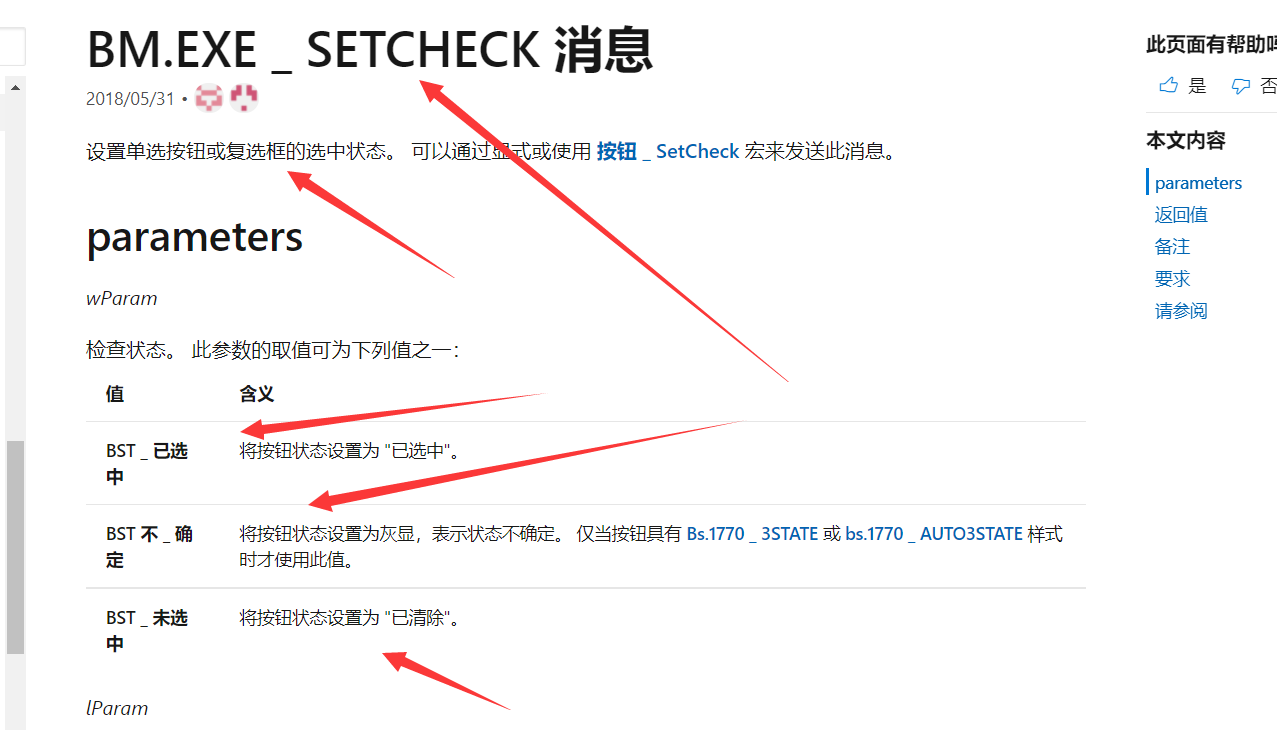 BM.EXE _ SETCHECK 消息
2018/05/31 •
设置单选按钮或复选框的选中状态。 可以通过显式或使用 按钮 _ SetCheck 宏来发送此消息。
parameters
wParam
检查状态。 此参数的取值可为下列值之一：
值 含义
BST _ 已选
中
将按钮状态设置为 "已选中"。
BST 不 _ 确
定
将按钮状态设置为灰显，表示状态不确定。 仅当按钮具有 Bs.1770 _ 3STATE 或 bs.1770 _ AUTO3STATE 样式
时才使用此值。
BST _ 未选
中
将按钮状态设置为 "已清除"。
lParam
此页面有帮助吗
是 否
本文内容
parameters
返回值
备注
要求
请参阅